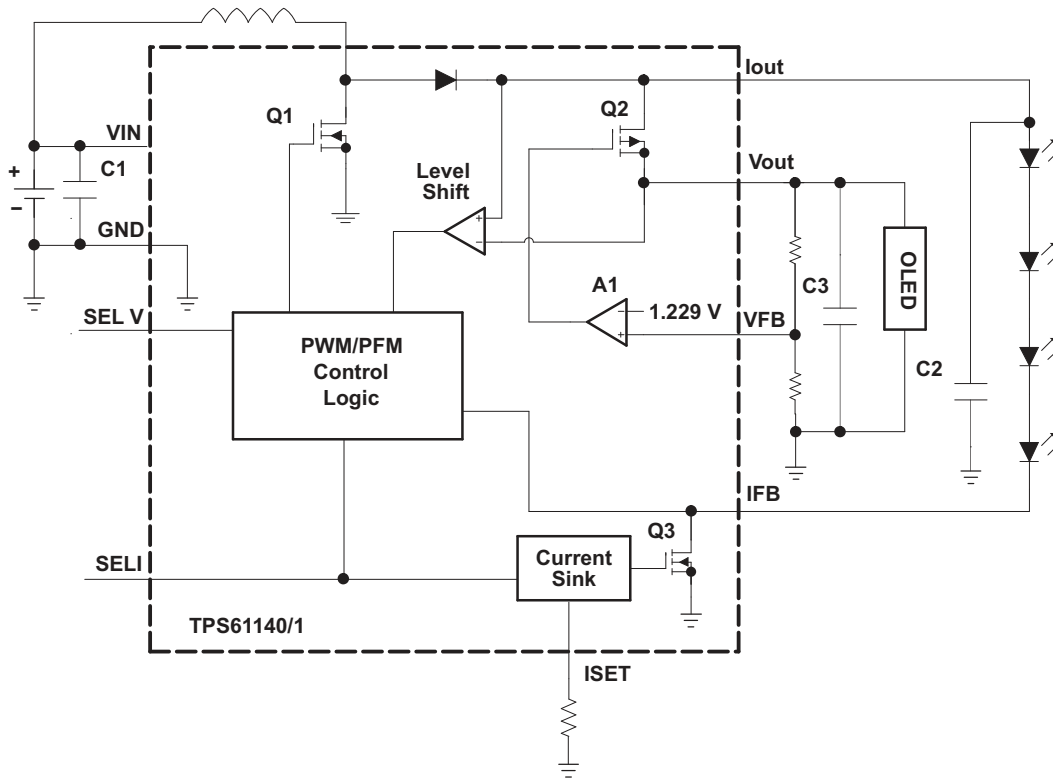 Iout
Q1
Q2
VIN
C1
+
−
Level
Shift
+
−
Vout
GND
OLED
A1
C3
−
1.229 V
+
VFB
SEL V
PWM/PFM
Control
Logic
C2
IFB
Q3
SELI
Current
Sink
TPS61140/1
ISET